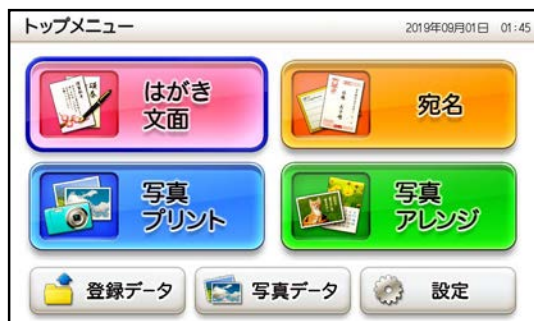 トップメニュー
2019年09月01日 01:45
はがき
文面
宛名
写真
プリント
写真
アレンジ
登録データ
写真データ
設定